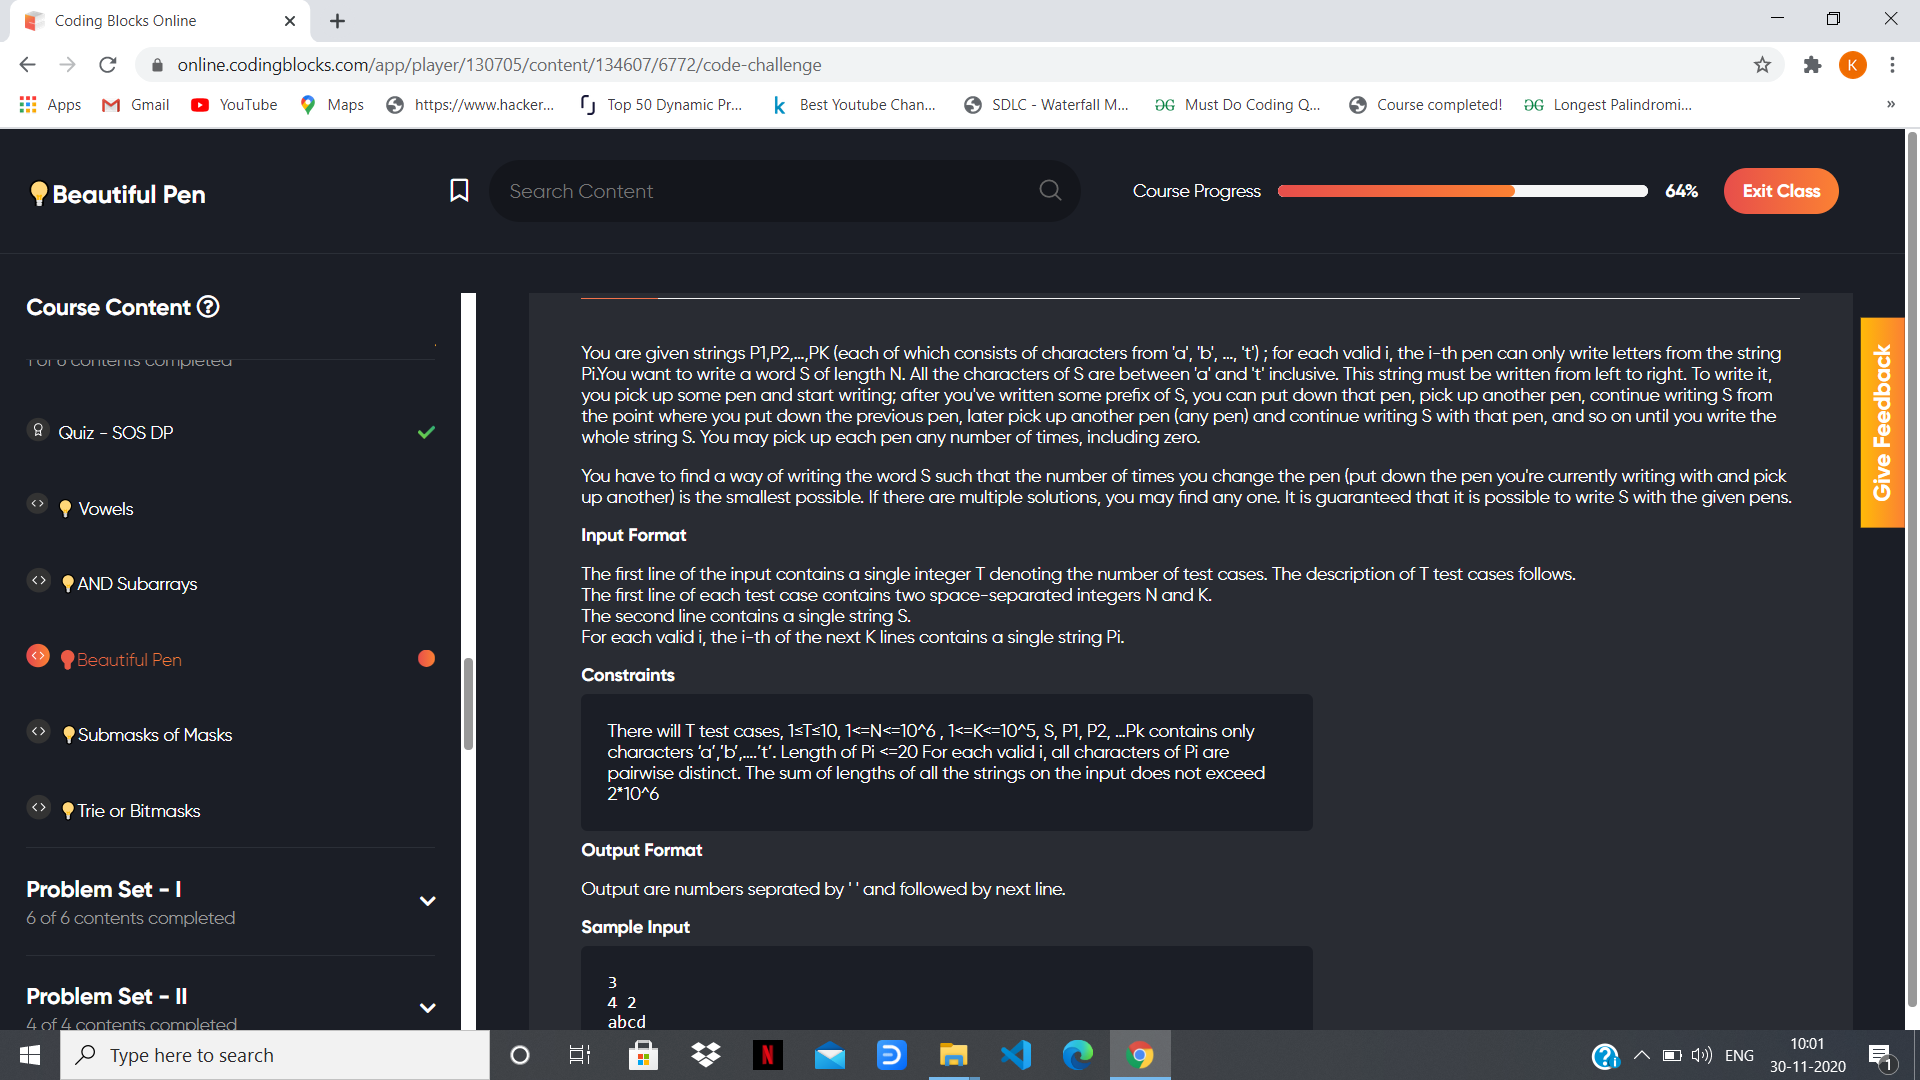 Coding Blocks Online
online.codingblocks.com/app/player/130705/content/134607/6772/code-challenge
K
Apps Gmail YouTube Maps https://www.hacker... Top 50 Dynamic Pr... Best Youtube Chan... SDLC - Waterfall M... Must Do Coding Q... Course completed! Longest Palindromi... »
Beautiful Pen
Search Content
Course Progress 64% Exit Class
Course Content
1 of 6 contents completed
Quiz - SOS DP
Vowels
AND Subarrays
Beautiful Pen
Submasks of Masks
Trie or Bitmasks
Problem Set - I
6 of 6 contents completed
Problem Set - II
4 of 4 contents completed
You are given strings P1,P2,...,PK (each of which consists of characters from 'a', 'b', ..., 't') ; for each valid i, the i-th pen can only write letters from the string
Pi.You want to write a word S of length N. All the characters of S are between 'a' and 't' inclusive. This string must be written from left to right. To write it,
you pick up some pen and start writing; after you've written some prefix of S, you can put down that pen, pick up another pen, continue writing S from
the point where you put down the previous pen, later pick up another pen (any pen) and continue writing S with that pen, and so on until you write the
whole string S. You may pick up each pen any number of times, including zero.
You have to find a way of writing the word S such that the number of times you change the pen (put down the pen you're currently writing with and pick
up another) is the smallest possible. If there are multiple solutions, you may find any one. It is guaranteed that it is possible to write S with the given pens.
Input Format
The first line of the input contains a single integer T denoting the number of test cases. The description of T test cases follows.
The first line of each test case contains two space-separated integers N and K.
The second line contains a single string S.
For each valid i, the i-th of the next K lines contains a single string Pi.
Constraints
There will T test cases, 1≤T≤10, 1<=N<=10^6 , 1<=K<=10^5, S, P1, P2, ...Pk contains only
characters 'a','b',....'t'. Length of Pi <=20 For each valid i, all characters of Pi are
pairwise distinct. The sum of lengths of all the strings on the input does not exceed
2*10^6
Output Format
Output are numbers seprated by ' ' and followed by next line.
Sample Input
3
4 2
abcd
Give Feedback
Type here to search
ENG
10:01
30-11-2020
1